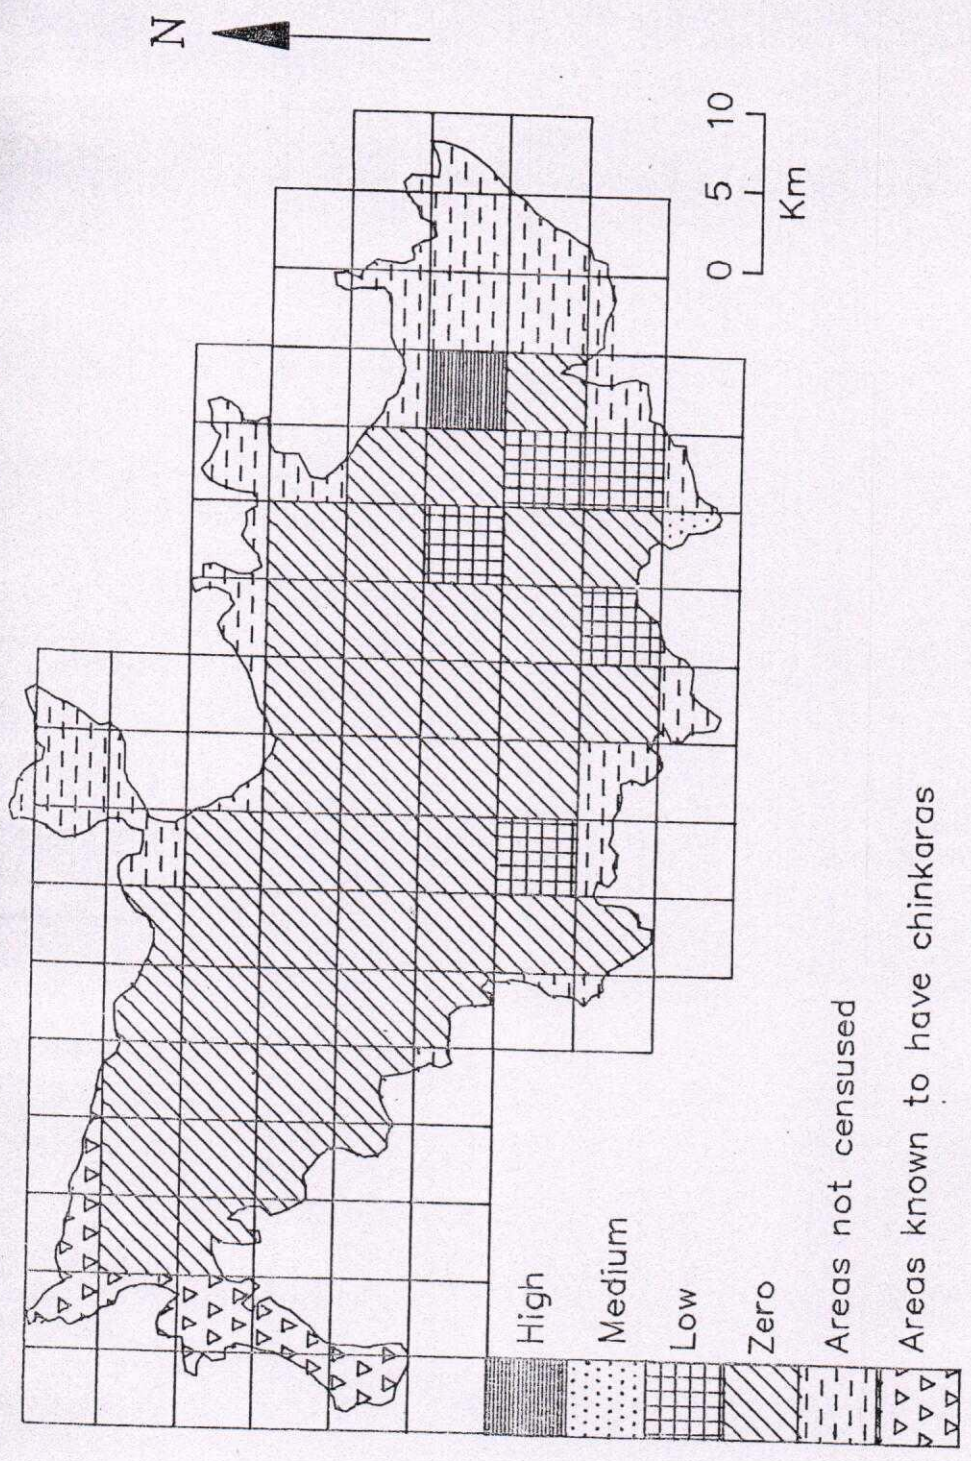 N
0 5 10
Km
High
Medium
Low
Zero
Areas not censused
Areas known to have chinkaras